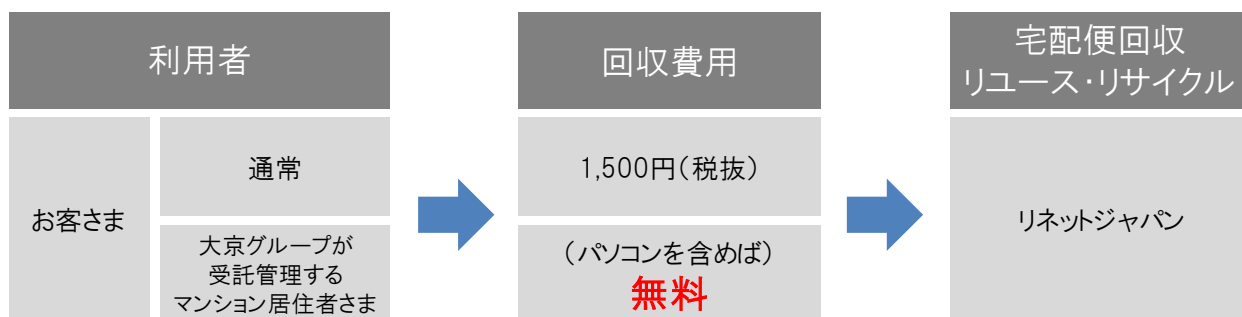 利用者
回収費用
宅配便回収
リユース・リサイクル
お客さま
通常
1,500円(税抜)
大京グループが
受託管理する
マンション居住者さま
(パソコンを含めば)
無料
リネットジャパン